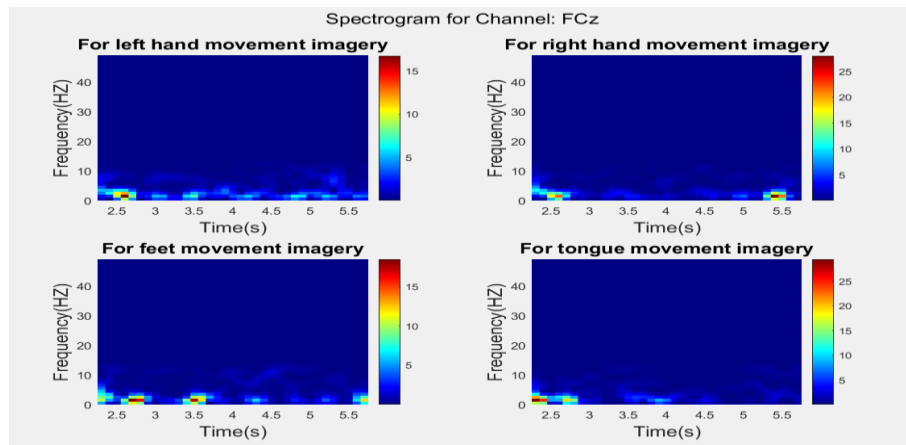 Spectrogram for Channel: FCz
For left hand movement imagery
Frequency(HZ)
40
30
20
10
0
2.5 3 3.5 4 4.5 5 5.5
Time(s)
15
10
5
For right hand movement imagery
Frequency(HZ)
40
30
20
10
0
2.5 3 3.5 4 4.5 5 5.5
Time(s)
25
20
15
10
5
For feet movement imagery
Frequency(HZ)
40
30
20
10
0
2.5 3 3.5 4 4.5 5 5.5
Time(s)
15
10
5
For tongue movement imagery
Frequency(HZ)
40
30
20
10
0
2.5 3 3.5 4 4.5 5 5.5
Time(s)
25
20
15
10
5